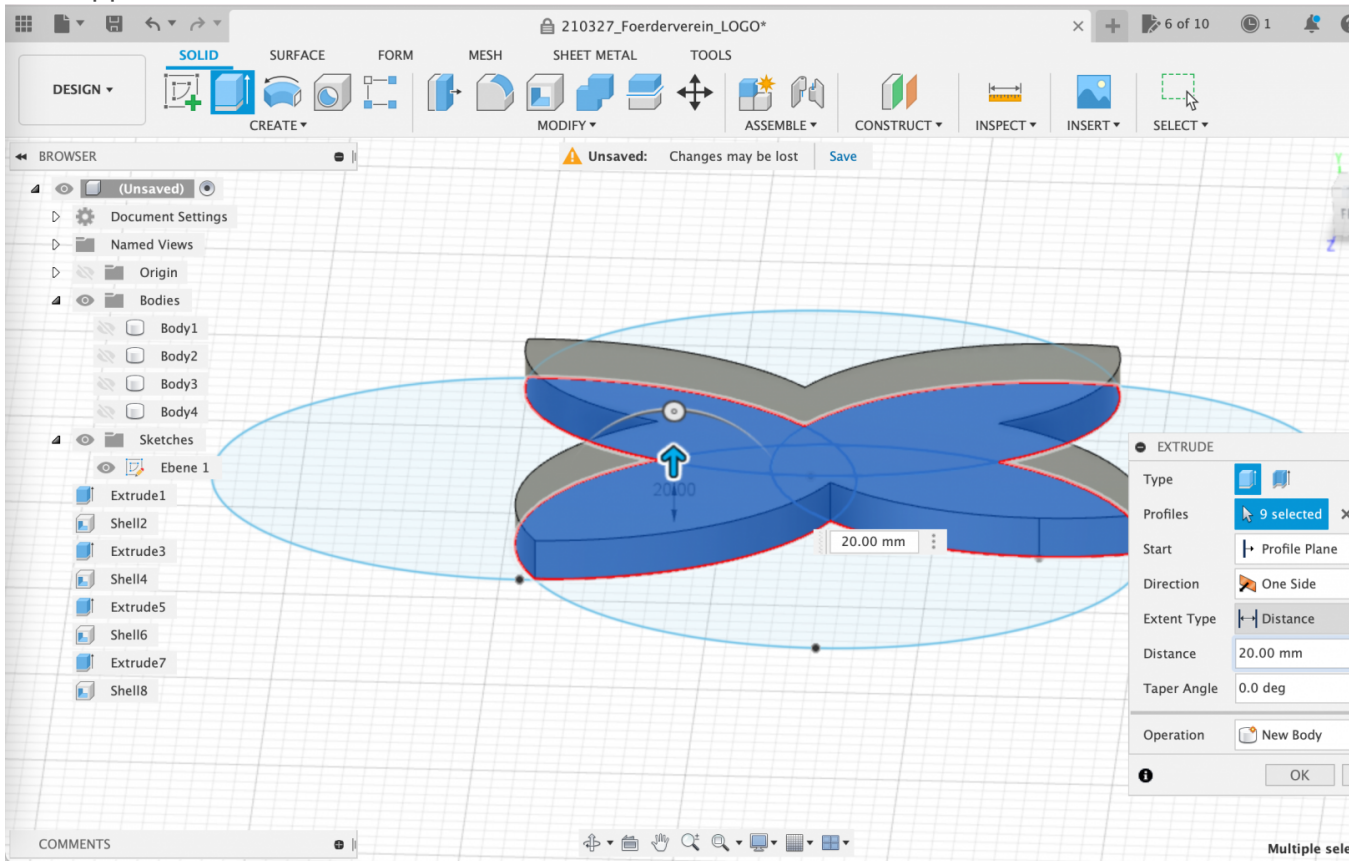 210327_Foerderverein_LOGO*
6 of 10
1
SOLID
SURFACE
FORM
MESH
SHEET METAL
TOOLS
DESIGN
CREATE
MODIFY
ASSEMBLE
CONSTRUCT
INSPECT
INSERT
SELECT
BROWSER
Unsaved: Changes may be lost
Save
(Unsaved)
Document Settings
Named Views
Origin
Bodies
Body1
Body2
Body3
Body4
Sketches
Ebene 1
Extrude1
Shell2
Extrude3
Shell4
Extrude5
Shell6
Extrude7
Shell8
Y
Z
20.00
20.00 mm
EXTRUDE
Type
Profiles
9 selected
Start
Profile Plane
Direction
One Side
Extent Type
Distance
Distance
20.00 mm
Taper Angle
0.0 deg
Operation
New Body
OK
COMMENTS
Multiple sele